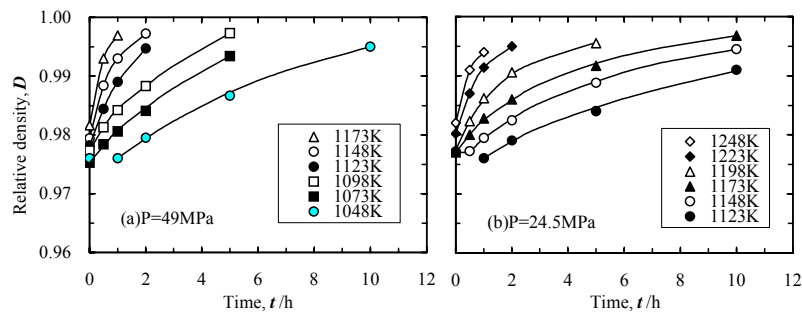 Relative density, D
1.00
0.99
0.98
0.97
0.96
1173K
1148K
1123K
1098K
1073K
1048K
(a)P=49MPa
0 2 4 6 8 10 12
Time, t /h
1248K
1223K
1198K
1173K
1148K
1123K
(b)P=24.5MPa
0 2 4 6 8 10 12
Time, t /h